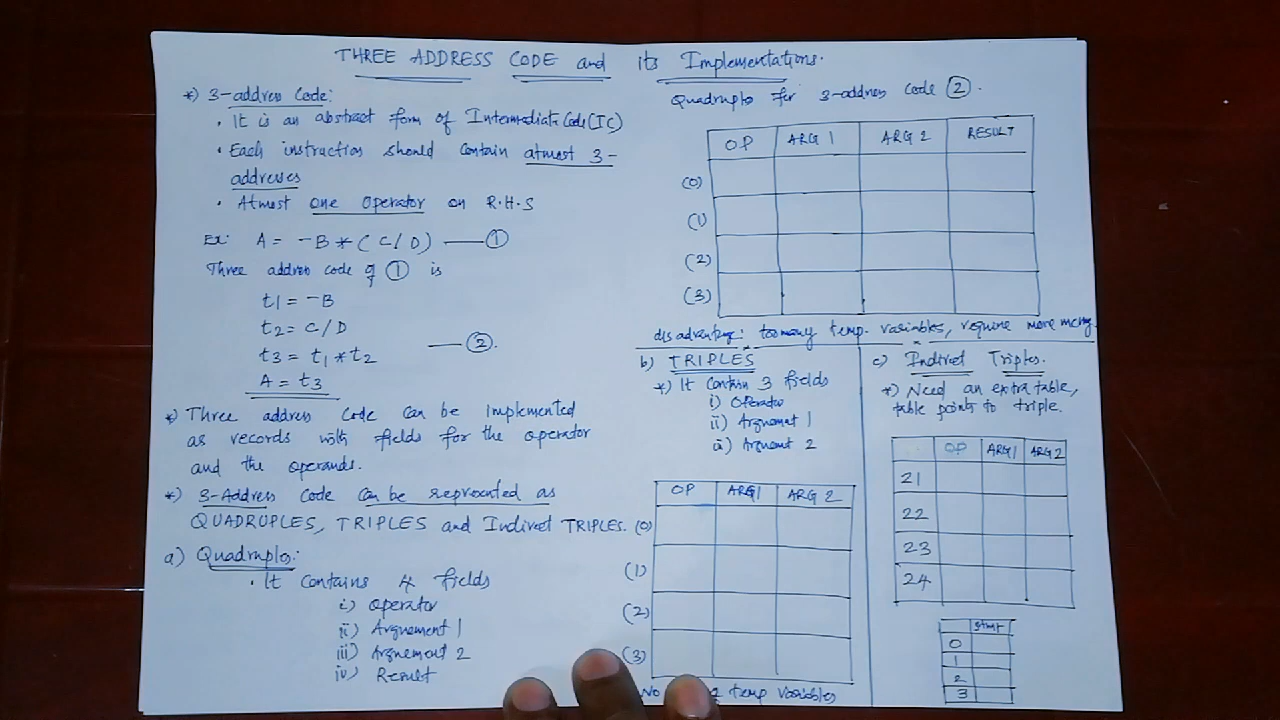 THREE ADDRESS CODE and its Implementations.
*) 3-address Code:
• It is an abstract form of Intermediate Code (IC)
• Each instruction should contain atmost 3-
addresses
• Atmost one operator on R.H.S
Ex: A = -B * ( C / D ) —— ①
Three address code of ① is
t1 = -B
t2 = C / D
t3 = t1 * t2 —— ②.
A = t3
*) Three address Code can be implemented
as records with fields for the operator
and the operands.
*) 3-Address Code can be represented as
QUADRUPLES, TRIPLES and Indirect TRIPLES.
a) Quadruples:
• It Contains 4 fields
i) Operator
ii) Arguement 1
iii) Arguement 2
iv) Result
Quadruples for 3-address Code ②.
OP ARG 1 ARG 2 RESULT
(0)
(1)
(2)
(3)
disadvantage: too many temp. variables, require more
b) TRIPLES
*) It Contain 3 fields
i) Operator
ii) Argument 1
iii) Argument 2
OP ARG1 ARG 2
(0)
(1)
(2)
(3)
No temp variables
c) Indirect Triples.
*) Need an extra table,
table points to triple.
OP ARG1 ARG2
21
22
23
24
stmt
0
1
2
3